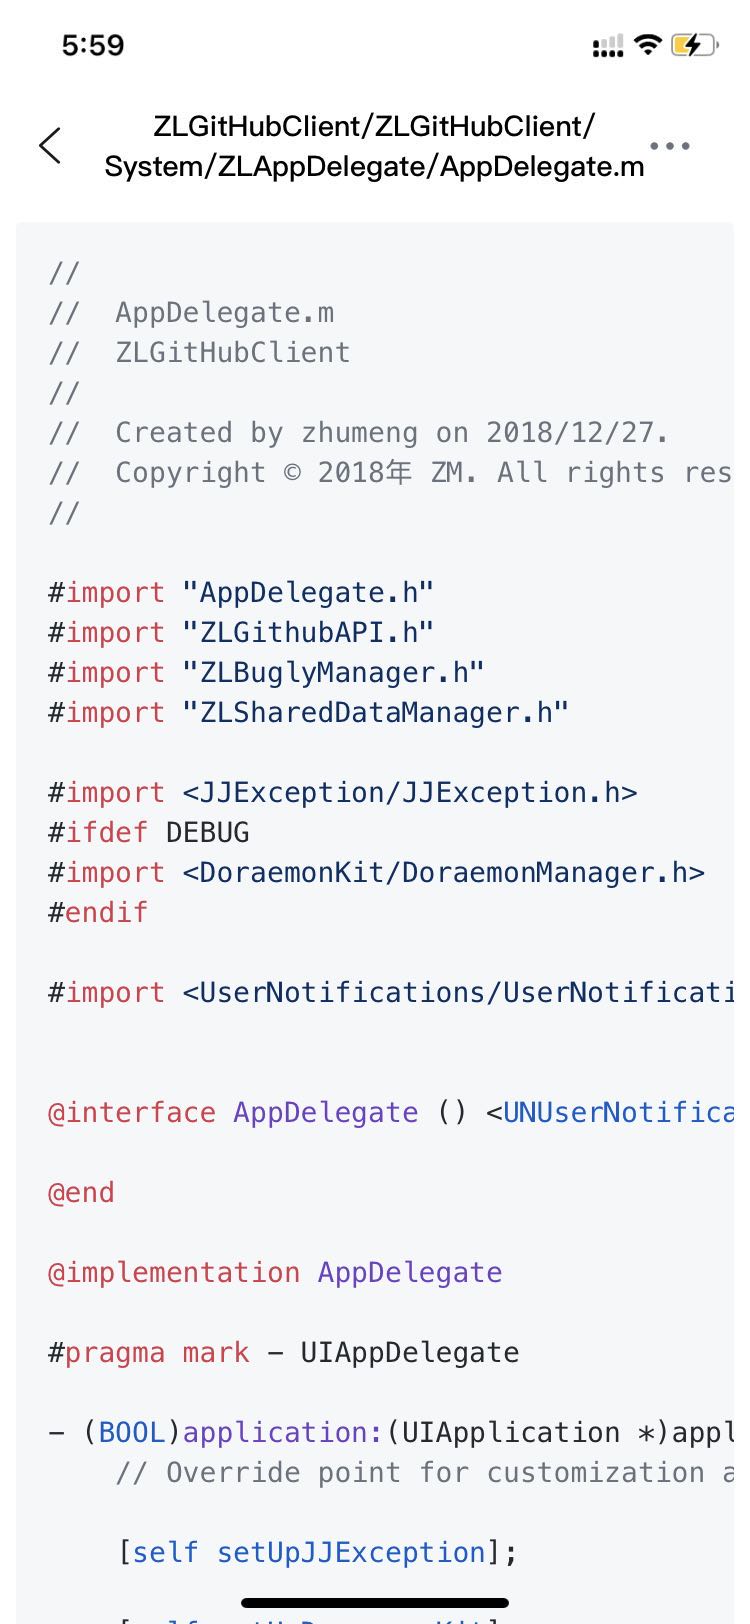 5:59
ZLGitHubClient/ZLGitHubClient/
System/ZLAppDelegate/AppDelegate.m
//
//  AppDelegate.m
//  ZLGitHubClient
//
//  Created by zhumeng on 2018/12/27.
//  Copyright © 2018年 ZM. All rights res
//
#import "AppDelegate.h"
#import "ZLGithubAPI.h"
#import "ZLBuglyManager.h"
#import "ZLSharedDataManager.h"
#import <JJException/JJException.h>
#ifdef DEBUG
#import <DoraemonKit/DoraemonManager.h>
#endif
#import <UserNotifications/UserNotificati
@interface AppDelegate () <UNUserNotifica
@end
@implementation AppDelegate
#pragma mark - UIAppDelegate
- (BOOL)application:(UIApplication *)appl
    // Override point for customization a
    [self setUpJJException];